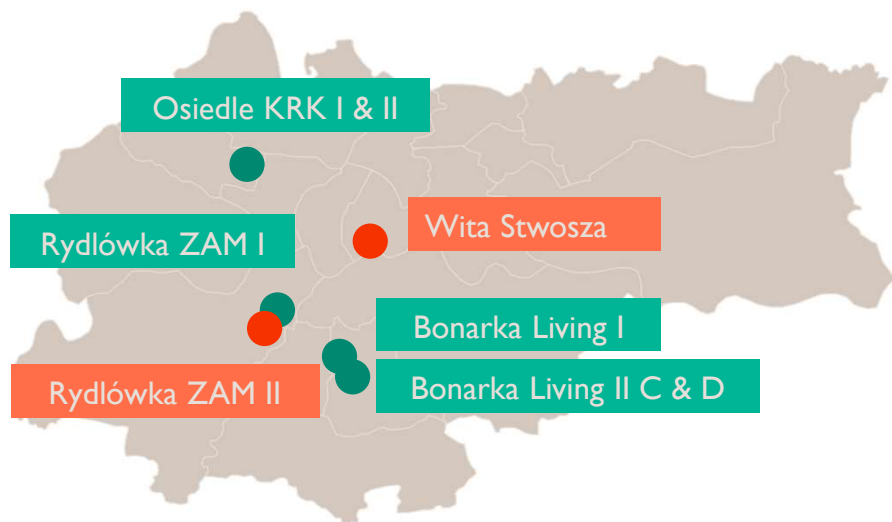 Osiedle KRK I & II
Wita Stwosza
Rydlówka ZAM I
Bonarka Living I
Rydlówka ZAM II
Bonarka Living II C & D